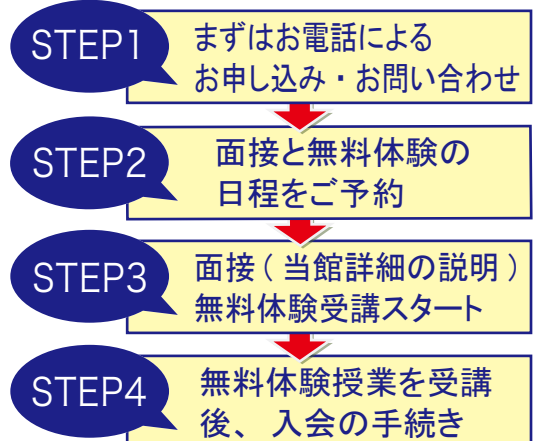 STEP1
まずはお電話による
お申し込み・お問い合わせ
STEP2
面接と無料体験の
日程をご予約
STEP3
面接(当館詳細の説明)
無料体験受講スタート
STEP4
無料体験授業を受講
後、入会の手続き